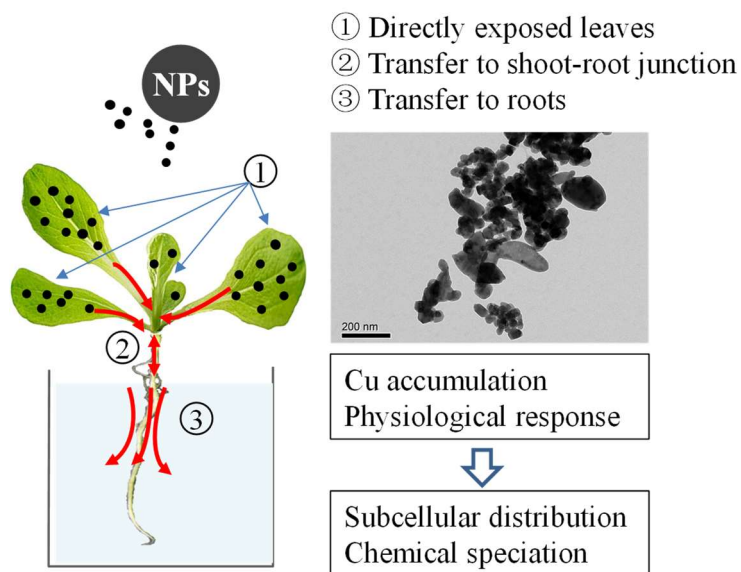 ① Directly exposed leaves
② Transfer to shoot-root junction
③ Transfer to roots
NPs
①
②
③
200 nm
Cu accumulation
Physiological response
Subcellular distribution
Chemical speciation